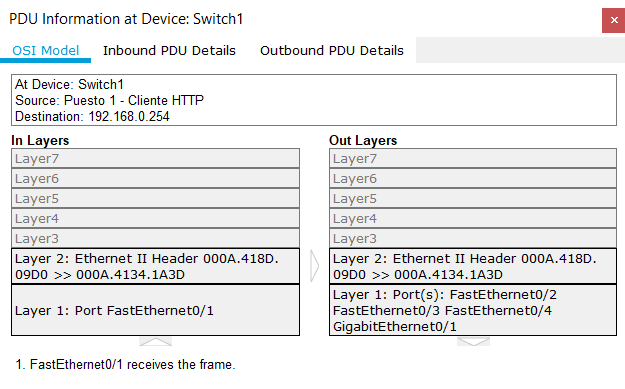 PDU Information at Device: Switch1
OSI Model Inbound PDU Details Outbound PDU Details
At Device: Switch1
Source: Puesto 1 - Cliente HTTP
Destination: 192.168.0.254
In Layers
Layer7
Layer6
Layer5
Layer4
Layer3
Layer 2: Ethernet II Header 000A.418D.
09D0 >> 000A.4134.1A3D
Layer 1: Port FastEthernet0/1
Out Layers
Layer7
Layer6
Layer5
Layer4
Layer3
Layer 2: Ethernet II Header 000A.418D.
09D0 >> 000A.4134.1A3D
Layer 1: Port(s): FastEthernet0/2
FastEthernet0/3 FastEthernet0/4
GigabitEthernet0/1
1. FastEthernet0/1 receives the frame.